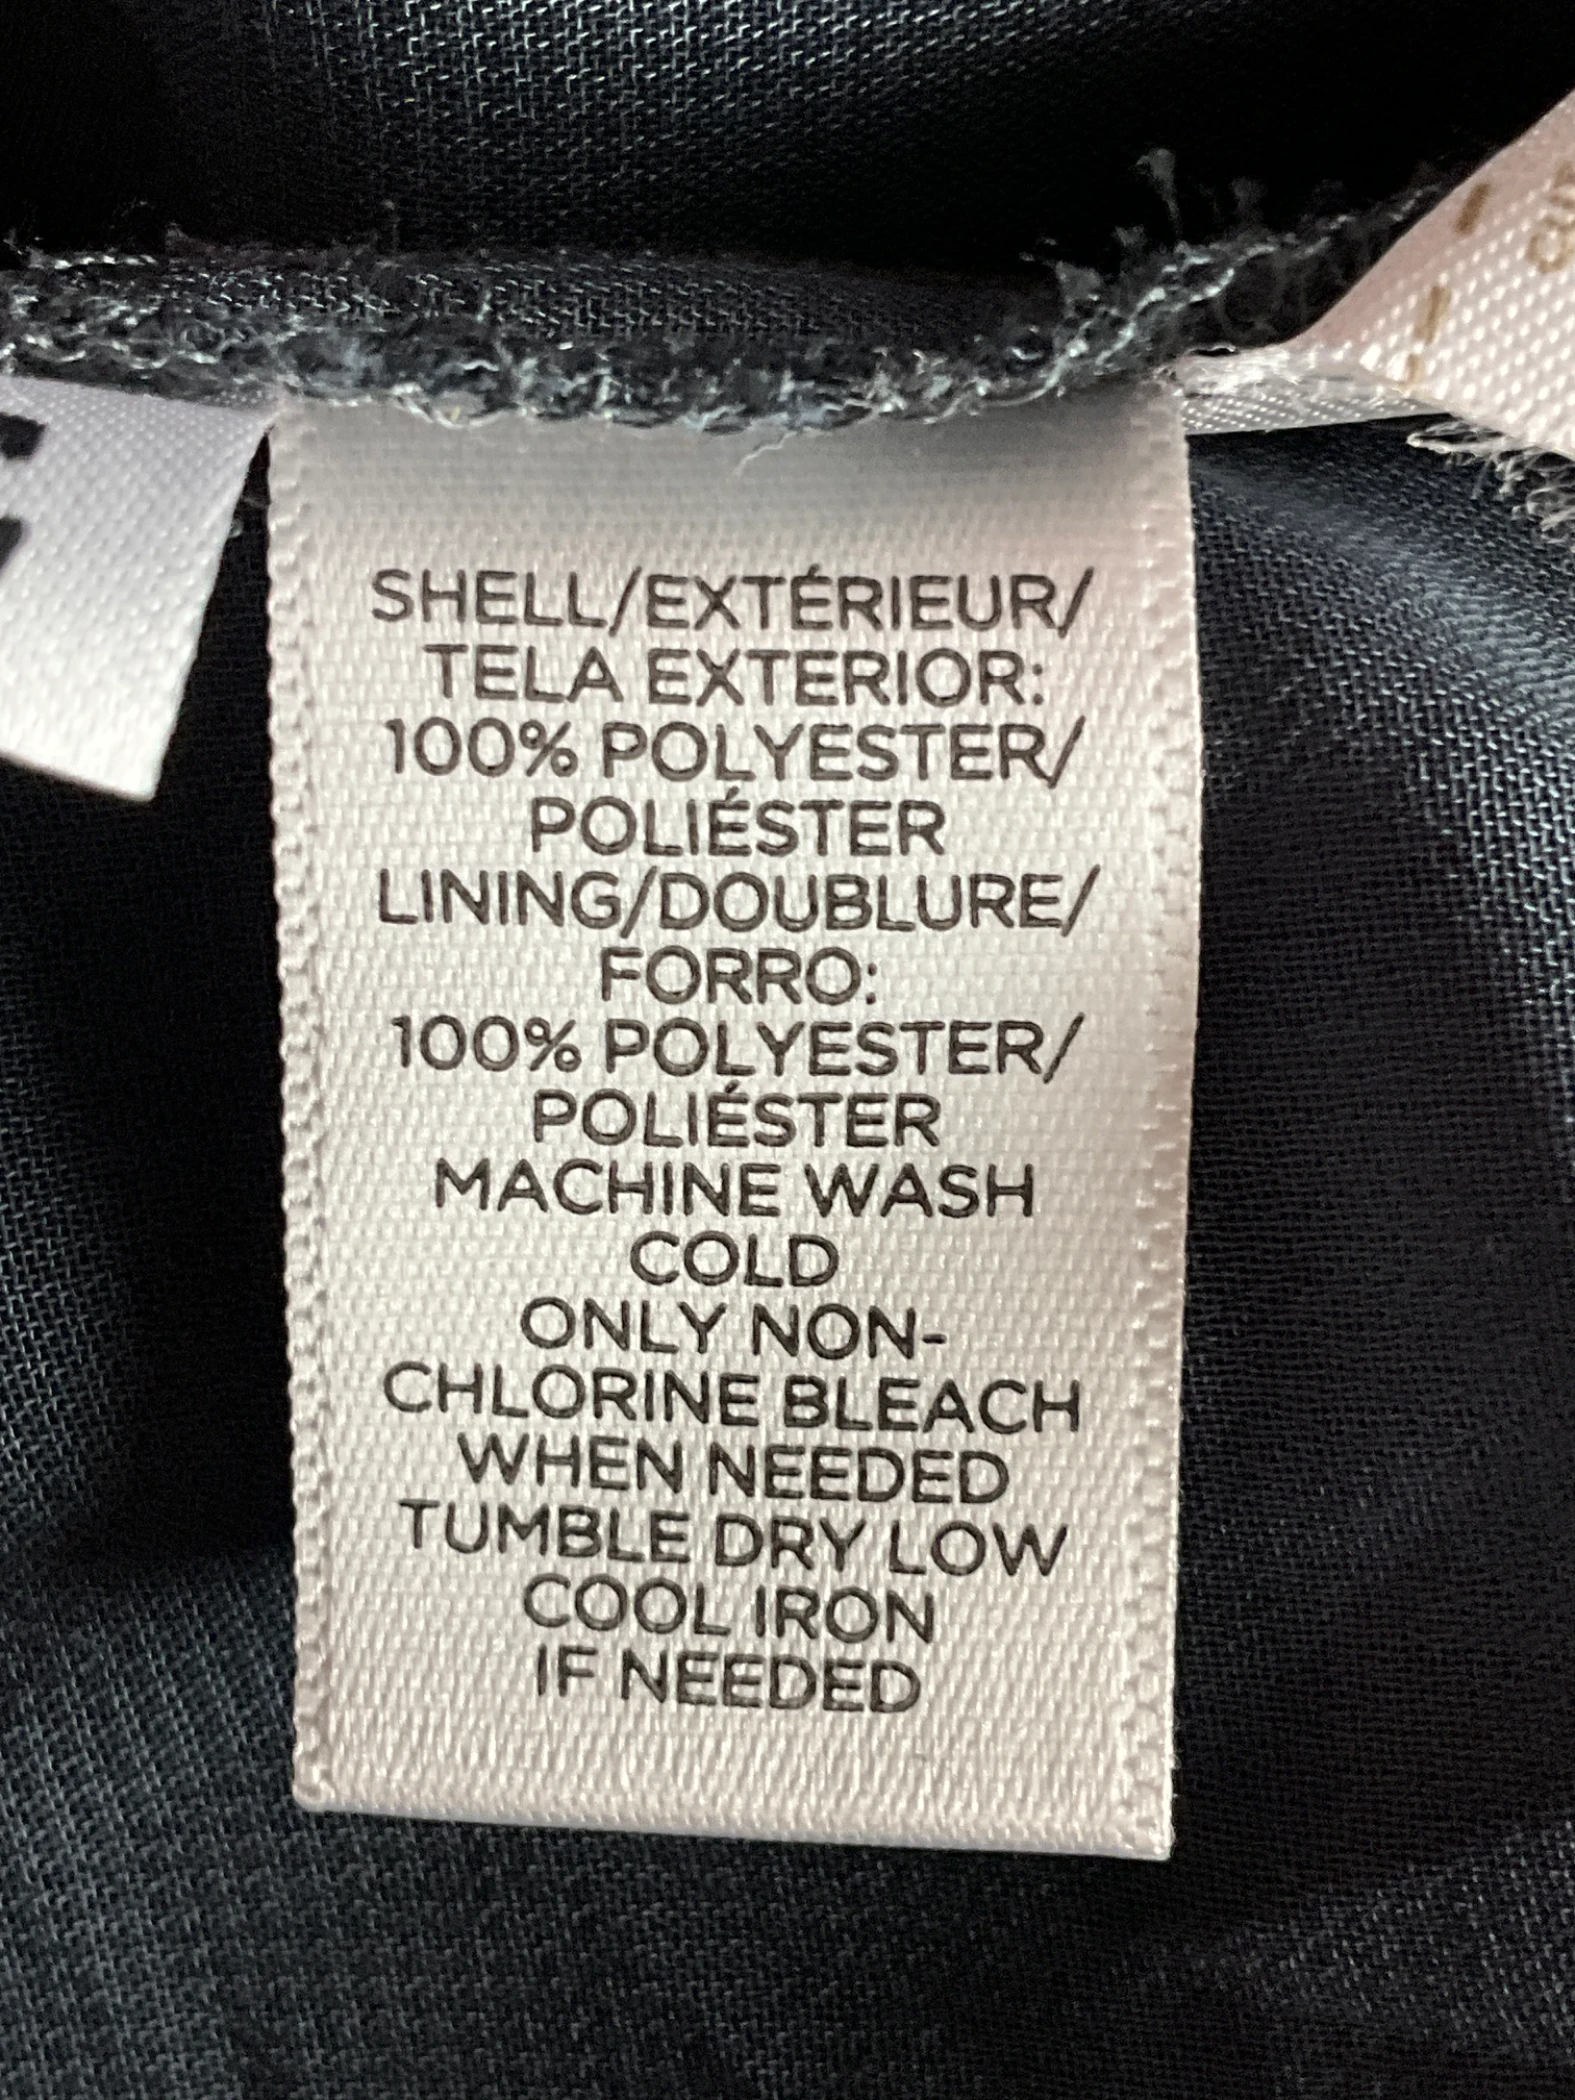 SHELL/EXTÉRIEUR/
TELA EXTERIOR:
100% POLYESTER/
POLIÉSTER
LINING/DOUBLURE/
FORRO:
100% POLYESTER/
POLIÉSTER
MACHINE WASH
COLD
ONLY NON-
CHLORINE BLEACH
WHEN NEEDED
TUMBLE DRY LOW
COOL IRON
IF NEEDED